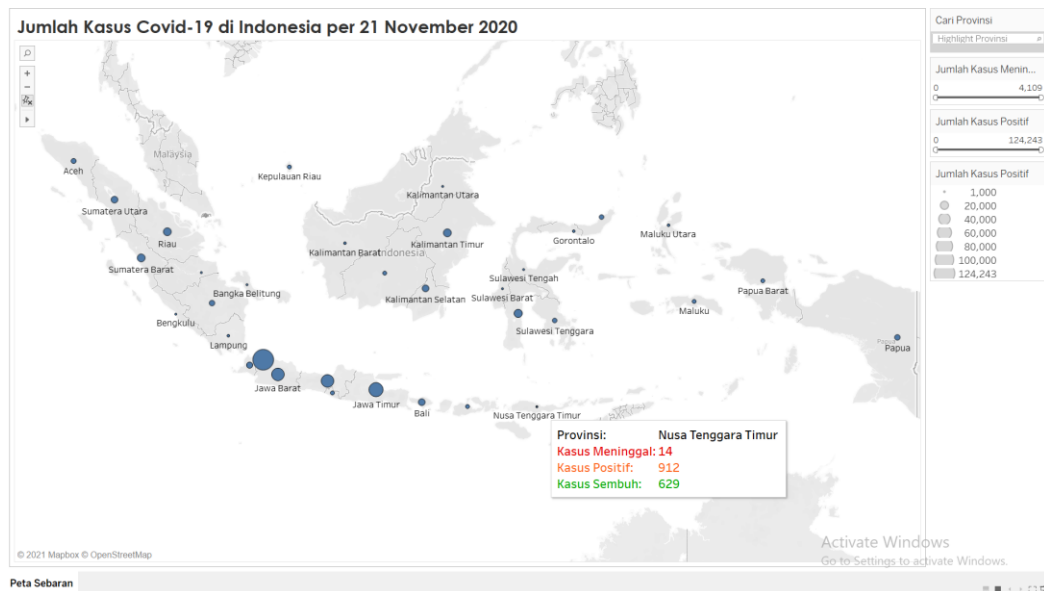 Jumlah Kasus Covid-19 di Indonesia per 21 November 2020
Malaysia
Aceh
Kepulauan Riau
Kalimantan Utara
Sumatera Utara
Riau
Kalimantan Barat
Indonesia
Kalimantan Timur
Gorontalo
Maluku Utara
Sumatera Barat
Sulawesi Tengah
Bangka Belitung
Kalimantan Selatan
Sulawesi Barat
Papua Barat
Maluku
Bengkulu
Sulawesi Tenggara
Lampung
Papua
Papua
Jawa Barat
Jawa Timur
Bali
Nusa Tenggara Timur
Provinsi: Nusa Tenggara Timur
Kasus Meninggal: 14
Kasus Positif: 912
Kasus Sembuh: 629
© 2021 Mapbox © OpenStreetMap
Cari Provinsi
Highlight Provinsi
Jumlah Kasus Menin...
0 4,109
Jumlah Kasus Positif
0 124,243
Jumlah Kasus Positif
1,000
20,000
40,000
60,000
80,000
100,000
124,243
Activate Windows
Go to Settings to activate Windows.
Peta Sebaran